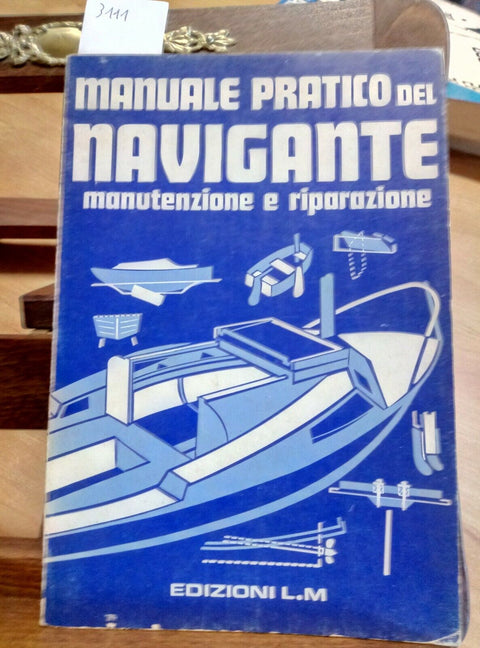 3111
MANUALE PRATICO DEL
NAVIGANTE
manutenzione e riparazione
EDIZIONI L.M